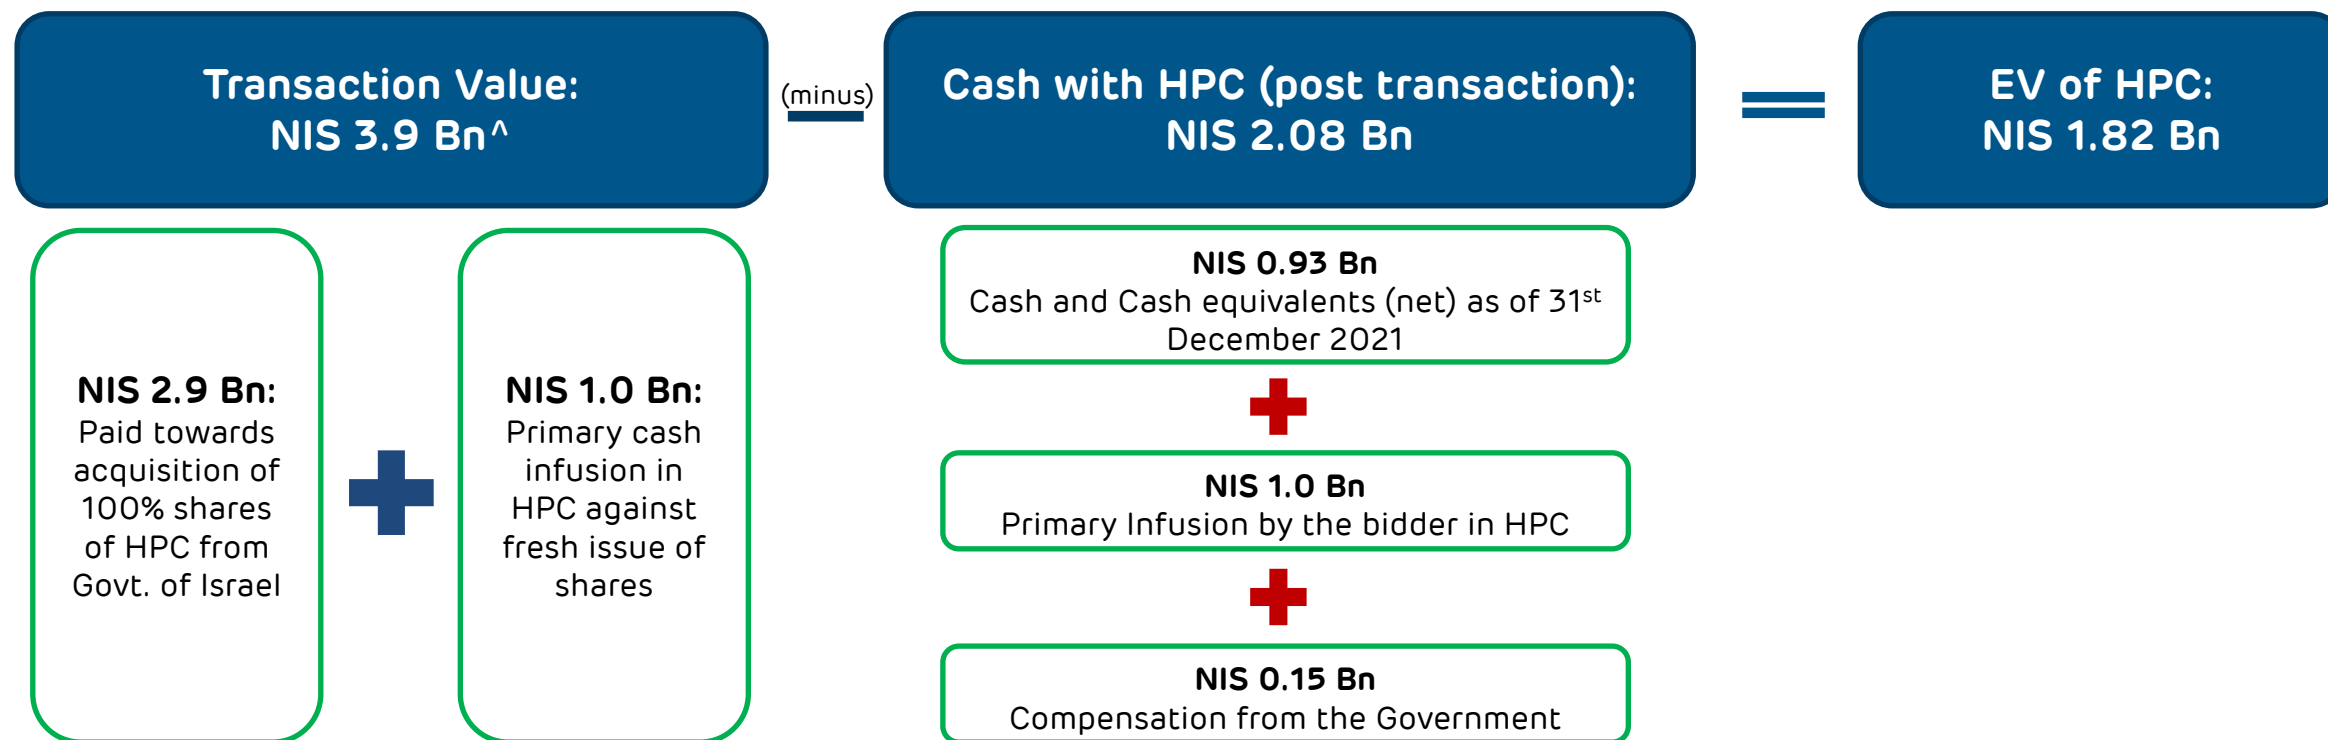 Transaction Value:
NIS 3.9 Bn^
(minus)
Cash with HPC (post transaction):
NIS 2.08 Bn
EV of HPC:
NIS 1.82 Bn
NIS 2.9 Bn:
Paid towards
acquisition of
100% shares
of HPC from
Govt. of Israel
NIS 1.0 Bn:
Primary cash
infusion in
HPC against
fresh issue of
shares
NIS 0.93 Bn
Cash and Cash equivalents (net) as of 31st
December 2021
NIS 1.0 Bn
Primary Infusion by the bidder in HPC
NIS 0.15 Bn
Compensation from the Government